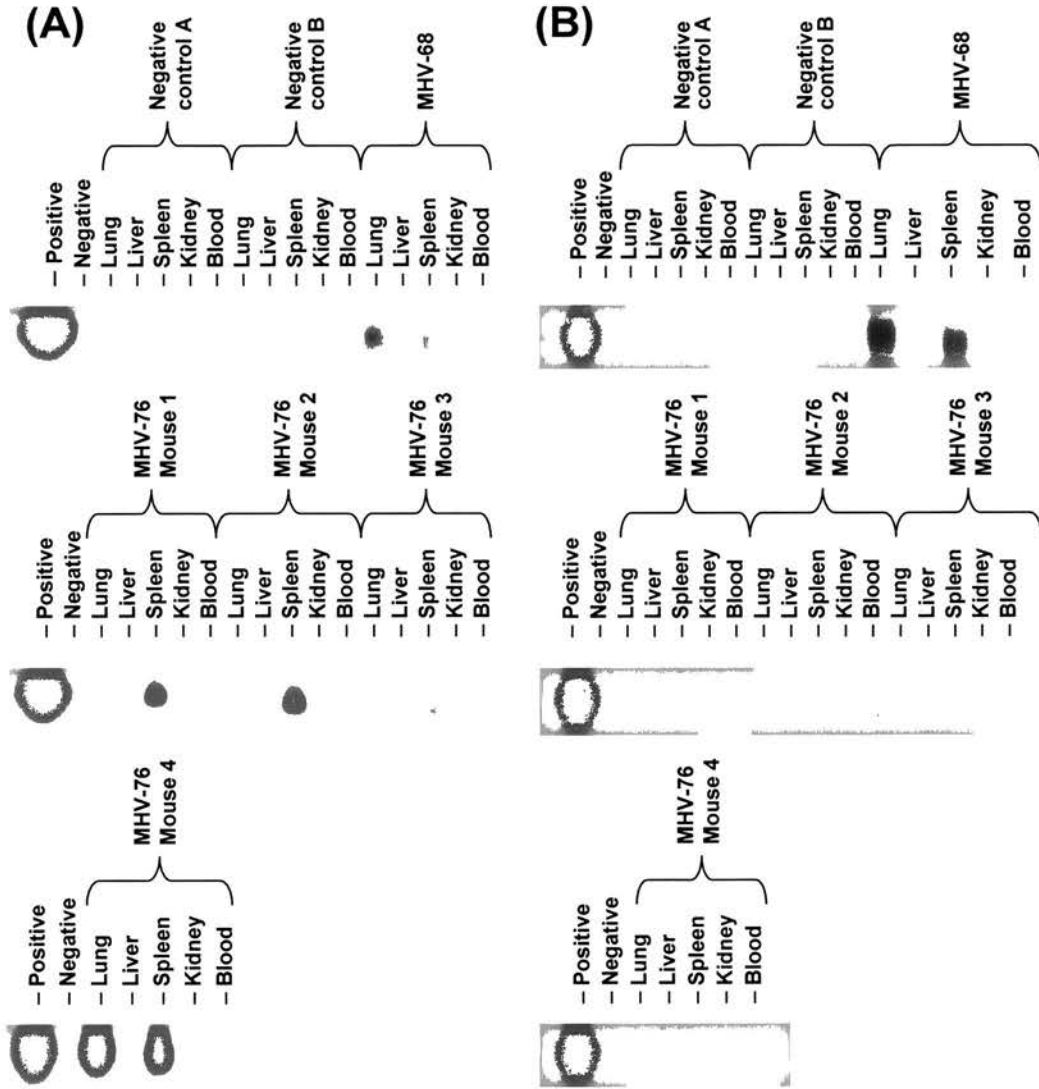 (A)
– Positive
– Negative
– Lung
– Liver
– Spleen
– Kidney
– Blood
Negative
control A
– Lung
– Liver
– Spleen
– Kidney
– Blood
Negative
control B
– Lung
– Liver
– Spleen
– Kidney
– Blood
MHV-68
– Positive
– Negative
– Lung
– Liver
– Spleen
– Kidney
– Blood
MHV-76
Mouse 1
– Lung
– Liver
– Spleen
– Kidney
– Blood
MHV-76
Mouse 2
– Lung
– Liver
– Spleen
– Kidney
– Blood
MHV-76
Mouse 3
– Positive
– Negative
– Lung
– Liver
– Spleen
– Kidney
– Blood
MHV-76
Mouse 4
(B)
– Positive
– Negative
– Lung
– Liver
– Spleen
– Kidney
– Blood
Negative
control A
– Lung
– Liver
– Spleen
– Kidney
– Blood
Negative
control B
– Lung
– Liver
– Spleen
– Kidney
– Blood
MHV-68
– Positive
– Negative
– Lung
– Liver
– Spleen
– Kidney
– Blood
MHV-76
Mouse 1
– Lung
– Liver
– Spleen
– Kidney
– Blood
MHV-76
Mouse 2
– Lung
– Liver
– Spleen
– Kidney
– Blood
MHV-76
Mouse 3
– Positive
– Negative
– Lung
– Liver
– Spleen
– Kidney
– Blood
MHV-76
Mouse 4